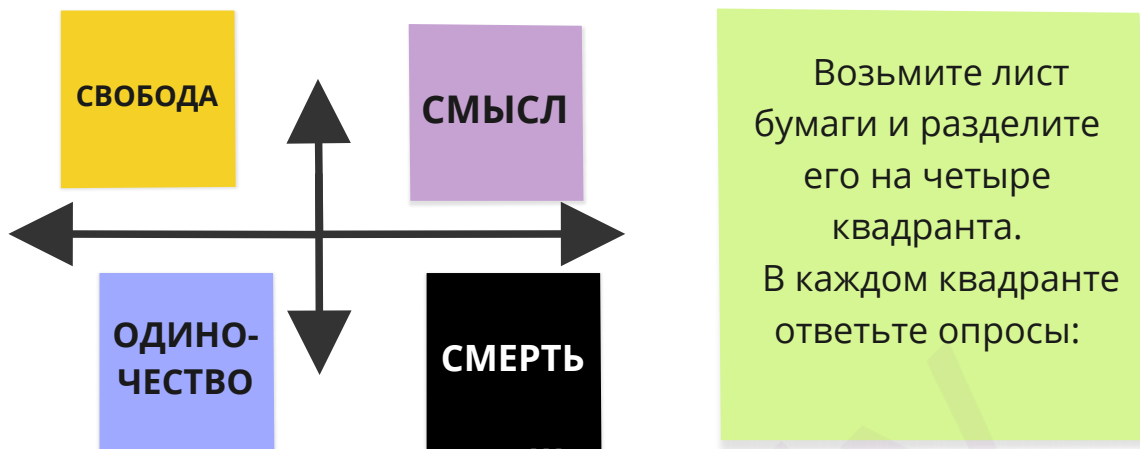 СВОБОДА
СМЫСЛ
ОДИНО-
ЧЕСТВО
СМЕРТЬ
Возьмите лист
бумаги и разделите
его на четыре
квадранта.
В каждом квадранте
ответьте опросы: